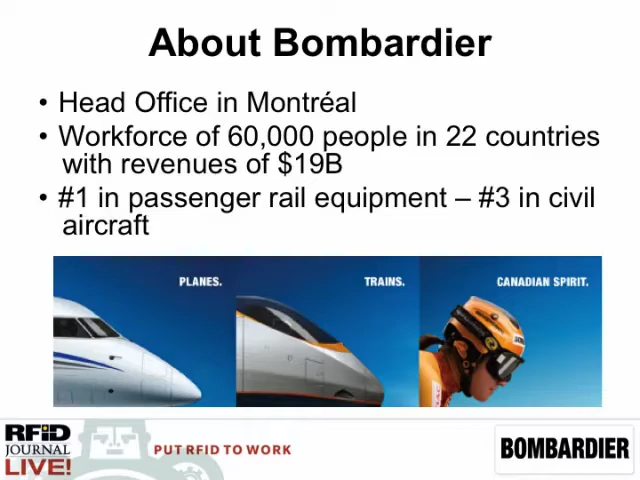 About Bombardier
• Head Office in Montréal
• Workforce of 60,000 people in 22 countries
with revenues of $19B
• #1 in passenger rail equipment – #3 in civil
aircraft
PLANES.
TRAINS.
CANADIAN SPIRIT.
RFiD
JOURNAL
LIVE!
PUT RFID TO WORK
BOMBARDIER